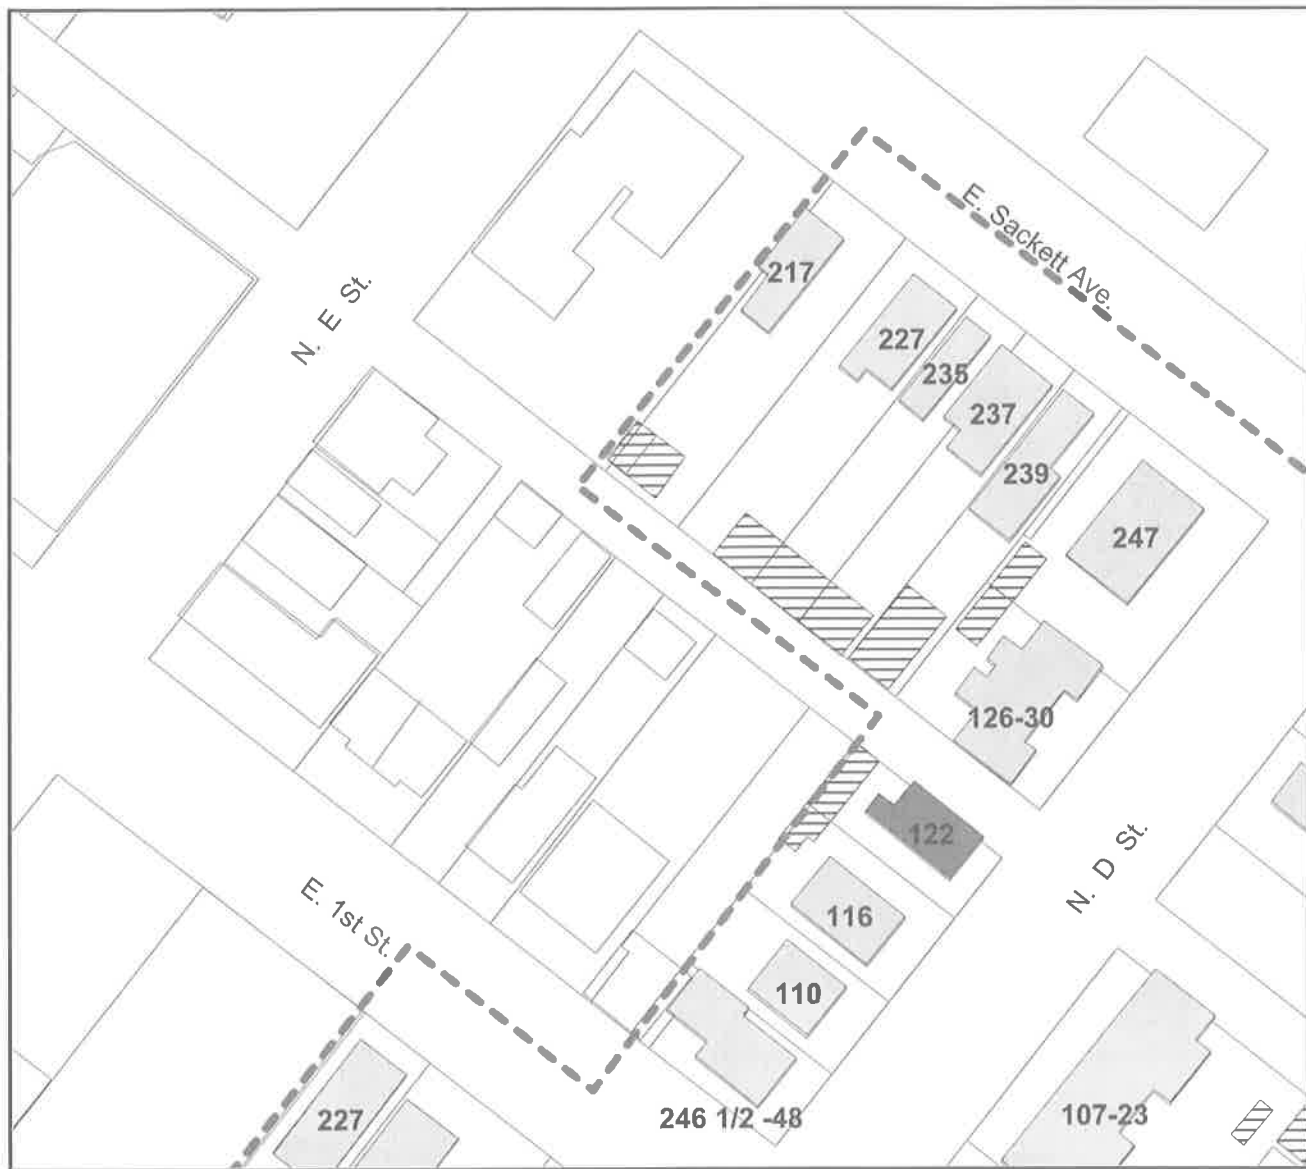 E. Sackett Ave.
217
N. E St.
227
235
237
239
247
126-30
122
N. D St.
116
E. 1st St.
110
246 1/2 -48
107-23
227